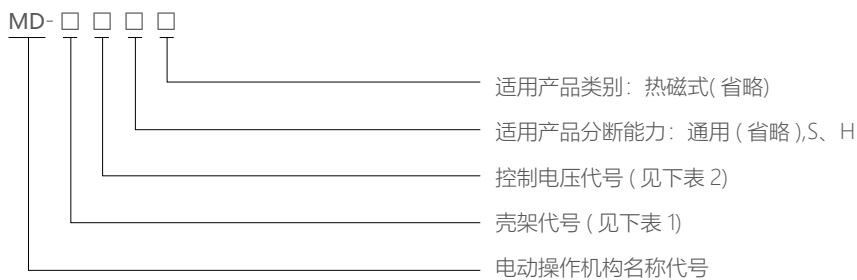 MD-□ □ □ □
适用产品类别：热磁式(省略)
适用产品分断能力：通用(省略),S、H
控制电压代号(见下表2)
壳架代号(见下表1)
电动操作机构名称代号